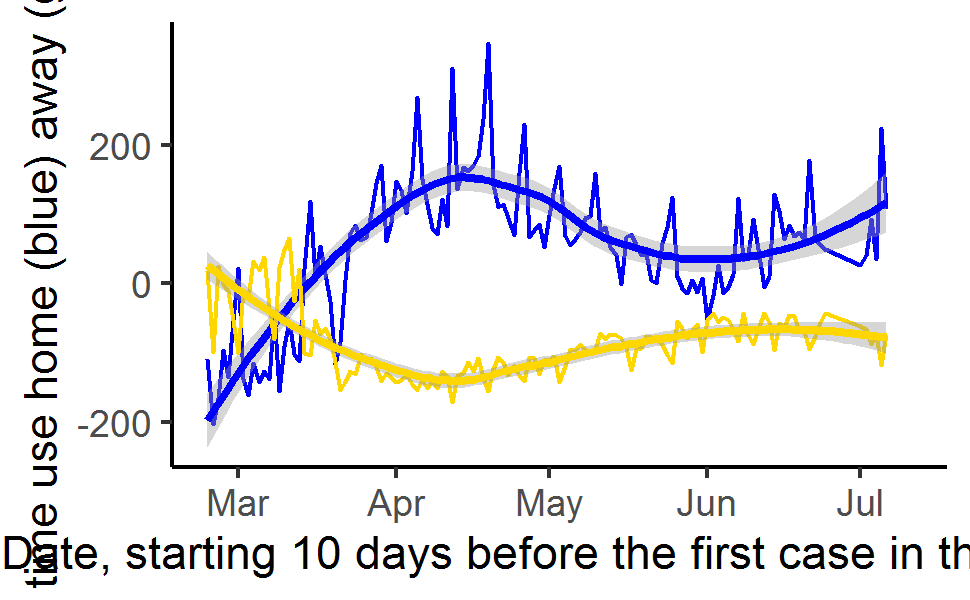 time use home (blue) away (
200
0
-200
Mar Apr May Jun Jul
Date, starting 10 days before the first case in th